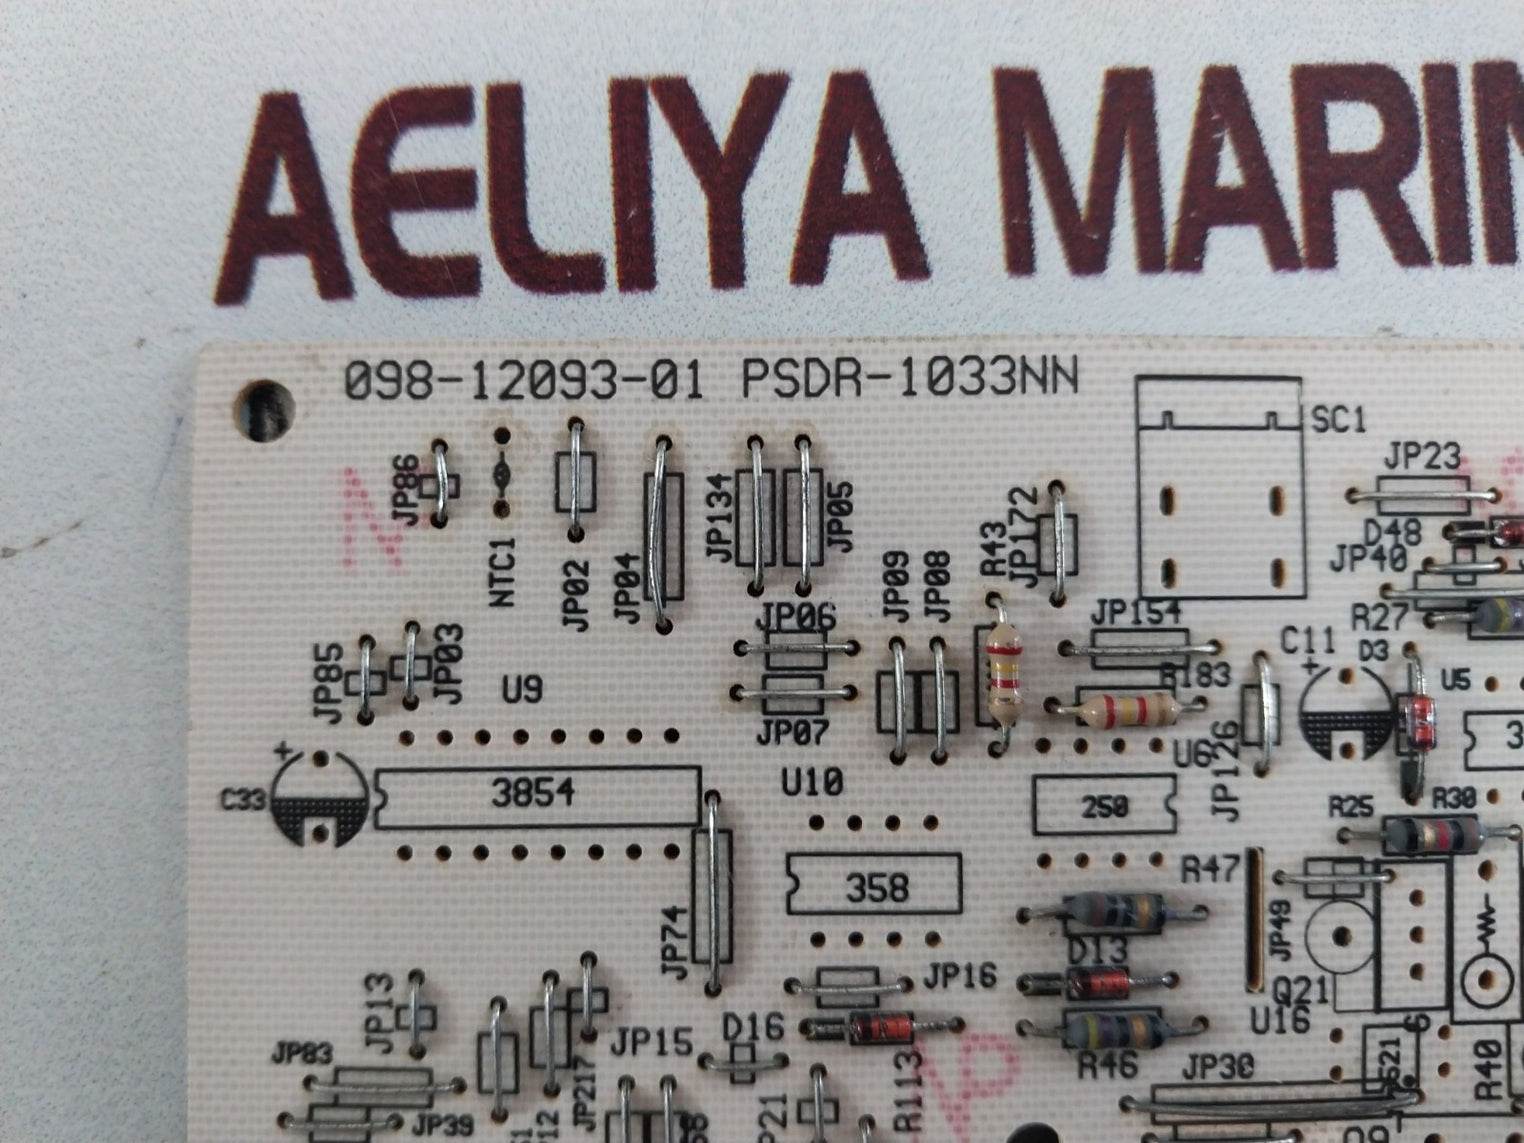 AELIYA MARIN
098-12093-01 PSDR-1033NN
SC1
JP23
JP86
NTC1
JP02
JP04
JP134
JP05
R43
JP172
D48
JP40
JP09
JP08
JP06
JP154
R27
C11
D3
JP85
JP03
U9
JP07
R183
U5
U6
JP126
C33
3854
U10
250
R25
R30
358
R47
JP74
JP49
D13
JP16
JP13
Q21
U16
JP15
D16
JP83
JP217
R46
JP30
R40
R113
JP39